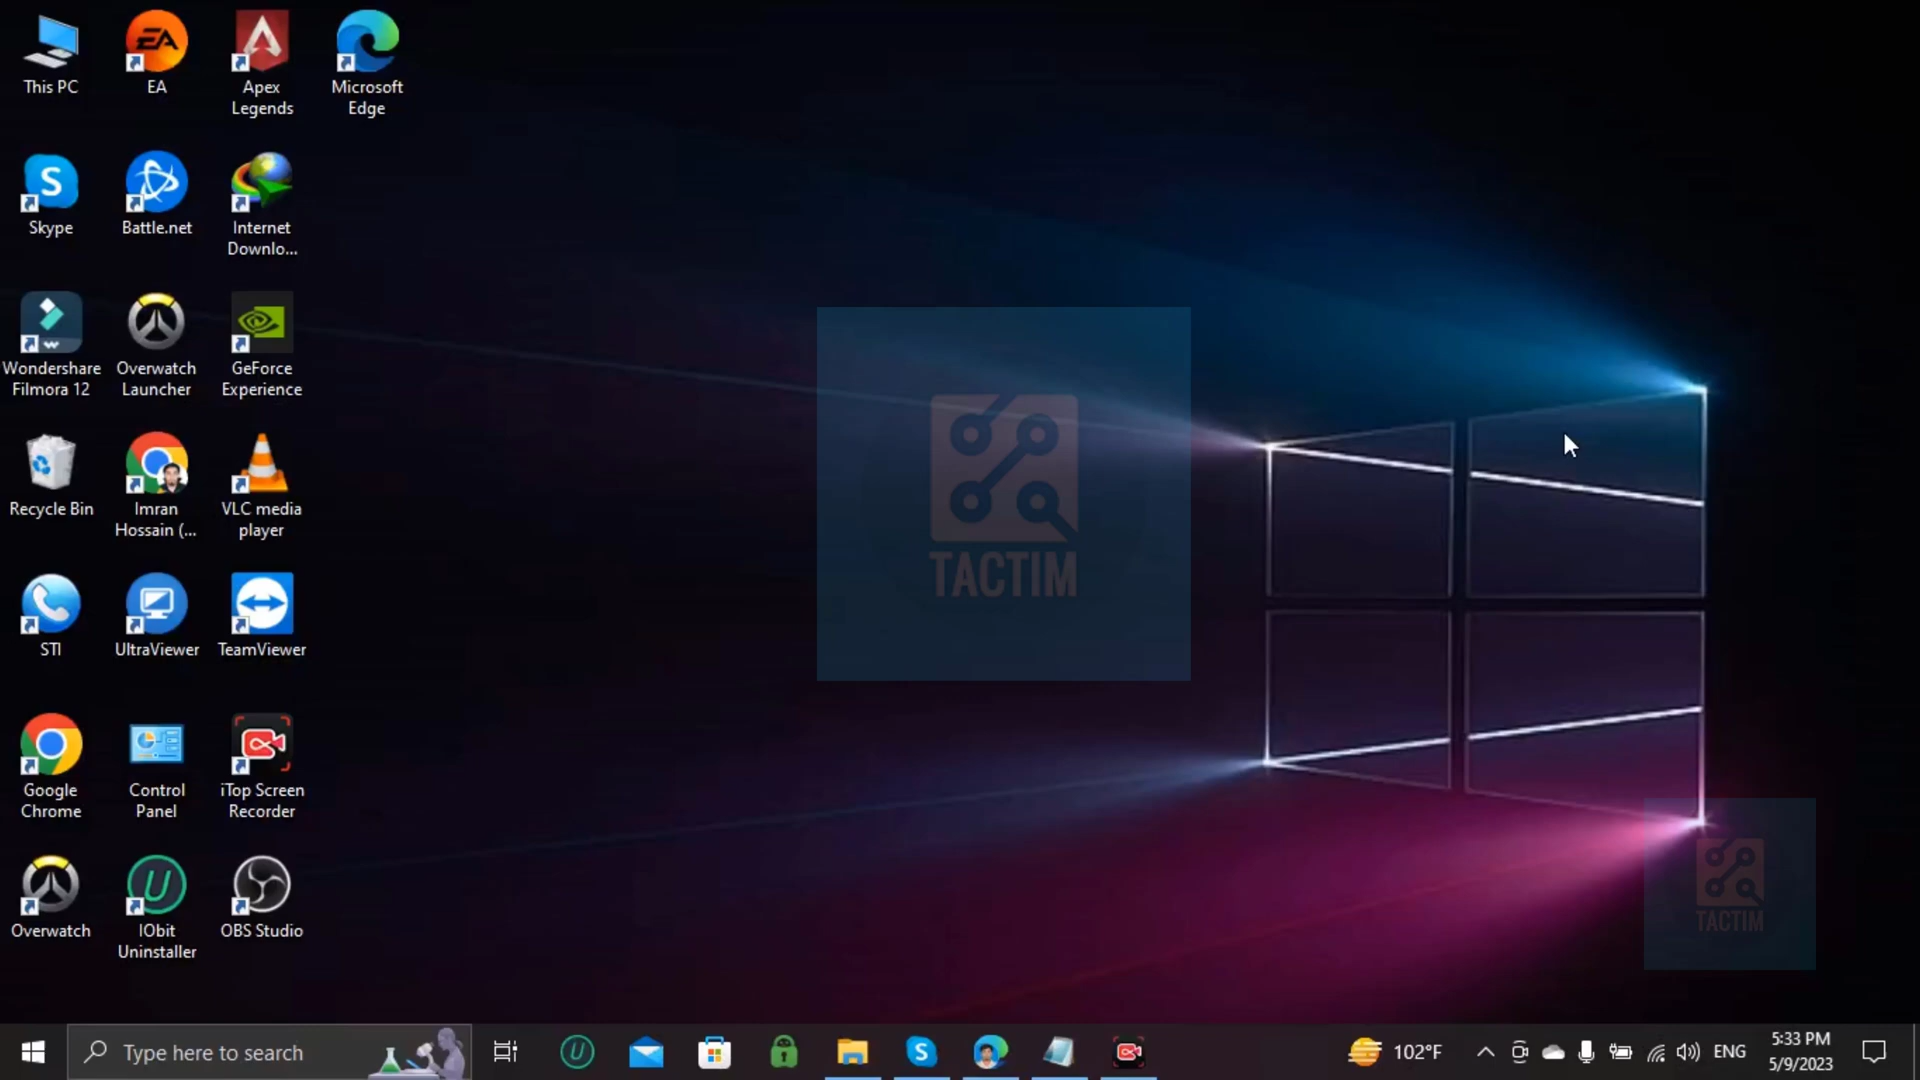 This PC
EA
Apex
Legends
Microsoft
Edge
Skype
Battle.net
Internet
Downlo...
Wondershare
Filmora 12
Overwatch
Launcher
GeForce
Experience
Recycle Bin
Imran
Hossain (...
VLC media
player
STI
UltraViewer
TeamViewer
Google
Chrome
Control
Panel
iTop Screen
Recorder
Overwatch
IObit
Uninstaller
OBS Studio
TACTIM
TACTIM
Type here to search
102°F
ENG
5:33 PM
5/9/2023